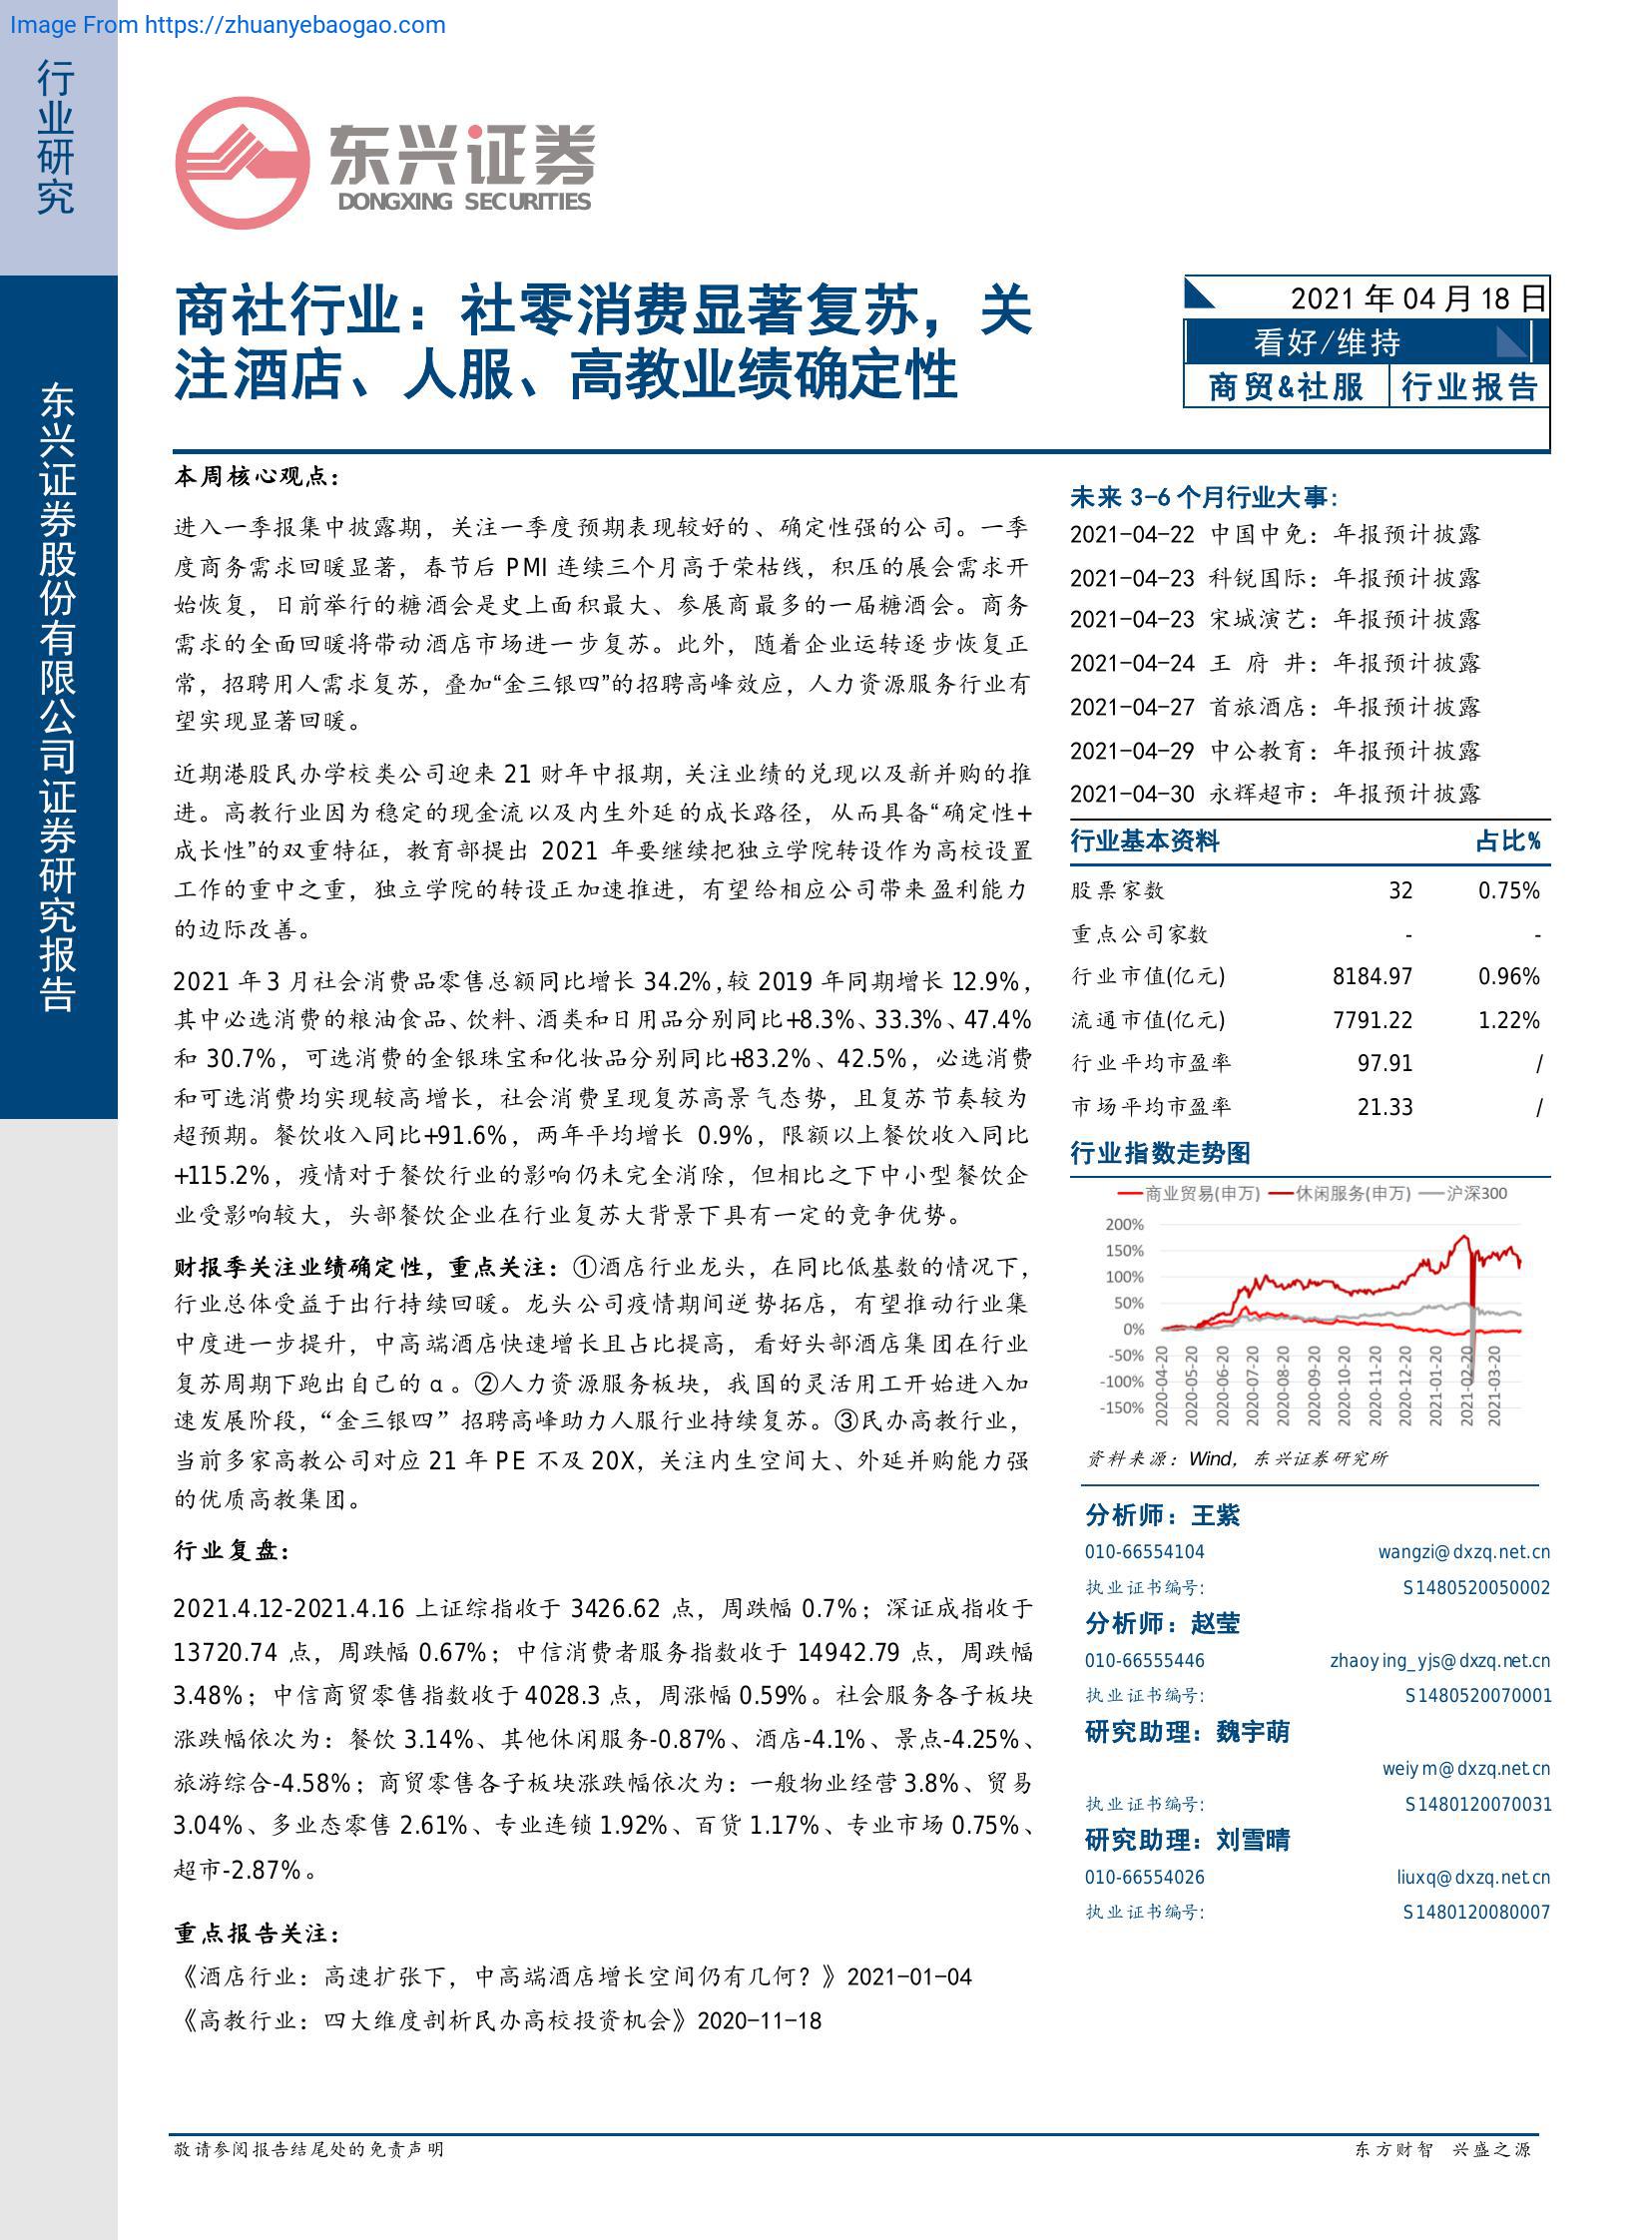 Image From https://zhuanyebaogao.com
行业研究
东兴证券股份有限公司证券研究报告
东兴证券
DONGXING SECURITIES
商社行业：社零消费显著复苏，关
注酒店、人服、高教业绩确定性
2021 年 04 月 18 日
看好/维持
商贸&社服 行业报告
本周核心观点：
进入一季报集中披露期，关注一季度预期表现较好的、确定性强的公司。一季
度商务需求回暖显著，春节后 PMI 连续三个月高于荣枯线，积压的展会需求开
始恢复，日前举行的糖酒会是史上面积最大、参展商最多的一届糖酒会。商务
需求的全面回暖将带动酒店市场进一步复苏。此外，随着企业运转逐步恢复正
常，招聘用人需求复苏，叠加“金三银四”的招聘高峰效应，人力资源服务行业有
望实现显著回暖。
近期港股民办学校类公司迎来 21 财年中报期，关注业绩的兑现以及新并购的推
进。高教行业因为稳定的现金流以及内生外延的成长路径，从而具备“确定性+
成长性”的双重特征，教育部提出 2021 年要继续把独立学院转设作为高校设置
工作的重中之重，独立学院的转设正加速推进，有望给相应公司带来盈利能力
的边际改善。
2021 年 3 月社会消费品零售总额同比增长 34.2%，较 2019 年同期增长 12.9%，
其中必选消费的粮油食品、饮料、酒类和日用品分别同比+8.3%、33.3%、47.4%
和 30.7%，可选消费的金银珠宝和化妆品分别同比+83.2%、42.5%，必选消费
和可选消费均实现较高增长，社会消费呈现复苏高景气态势，且复苏节奏较为
超预期。餐饮收入同比+91.6%，两年平均增长 0.9%，限额以上餐饮收入同比
+115.2%，疫情对于餐饮行业的影响仍未完全消除，但相比之下中小型餐饮企
业受影响较大，头部餐饮企业在行业复苏大背景下具有一定的竞争优势。
财报季关注业绩确定性，重点关注：①酒店行业龙头，在同比低基数的情况下，
行业总体受益于出行持续回暖。龙头公司疫情期间逆势拓店，有望推动行业集
中度进一步提升，中高端酒店快速增长且占比提高，看好头部酒店集团在行业
复苏周期下跑出自己的 α。②人力资源服务板块，我国的灵活用工开始进入加
速发展阶段，“金三银四”招聘高峰助力人服行业持续复苏。③民办高教行业，
当前多家高教公司对应 21 年 PE 不及 20X，关注内生空间大、外延并购能力强
的优质高教集团。
行业复盘：
2021.4.12-2021.4.16 上证综指收于 3426.62 点，周跌幅 0.7%；深证成指收于
13720.74 点，周跌幅 0.67%；中信消费者服务指数收于 14942.79 点，周跌幅
3.48%；中信商贸零售指数收于 4028.3 点，周涨幅 0.59%。社会服务各子板块
涨跌幅依次为：餐饮 3.14%、其他休闲服务-0.87%、酒店-4.1%、景点-4.25%、
旅游综合-4.58%；商贸零售各子板块涨跌幅依次为：一般物业经营 3.8%、贸易
3.04%、多业态零售 2.61%、专业连锁 1.92%、百货 1.17%、专业市场 0.75%、
超市-2.87%。
重点报告关注：
《酒店行业：高速扩张下，中高端酒店增长空间仍有几何？》2021-01-04
《高教行业：四大维度剖析民办高校投资机会》2020-11-18
未来 3-6 个月行业大事：
2021-04-22 中国中免：年报预计披露
2021-04-23 科锐国际：年报预计披露
2021-04-23 宋城演艺：年报预计披露
2021-04-24 王 府 井：年报预计披露
2021-04-27 首旅酒店：年报预计披露
2021-04-29 中公教育：年报预计披露
2021-04-30 永辉超市：年报预计披露
行业基本资料 占比%
股票家数 32 0.75%
重点公司家数 - -
行业市值(亿元) 8184.97 0.96%
流通市值(亿元) 7791.22 1.22%
行业平均市盈率 97.91 /
市场平均市盈率 21.33 /
行业指数走势图
商业贸易(申万) 休闲服务(申万) 沪深300
200%
150%
100%
50%
0%
-50%
-100%
-150%
2020-04-20
2020-05-20
2020-06-20
2020-07-20
2020-08-20
2020-09-20
2020-10-20
2020-11-20
2020-12-20
2021-01-20
2021-02-20
2021-03-20
资料来源：Wind，东兴证券研究所
分析师：王紫
010-66554104 wangzi@dxzq.net.cn
执业证书编号: S1480520050002
分析师：赵莹
010-66555446 zhaoying_yjs@dxzq.net.cn
执业证书编号: S1480520070001
研究助理：魏宇萌
weiym@dxzq.net.cn
执业证书编号: S1480120070031
研究助理：刘雪晴
010-66554026 liuxq@dxzq.net.cn
执业证书编号: S1480120080007
敬请参阅报告结尾处的免责声明
东方财智 兴盛之源